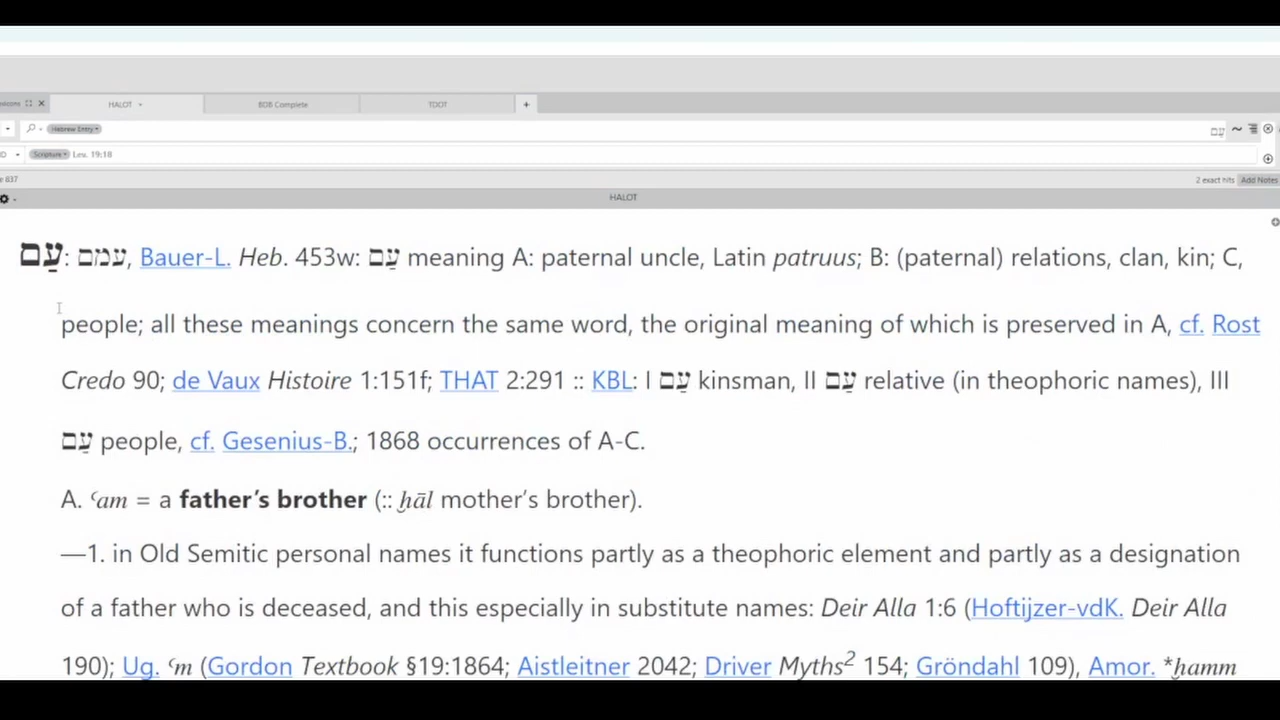 HALOT
BDB Complete
TDOT
+
Hebrew Entry
עַם
Scripture Lev. 19:18
837
2 exact hits Add Notes
HALOT
עַם: עמם, Bauer-L. Heb. 453w: עַם meaning A: paternal uncle, Latin patruus; B: (paternal) relations, clan, kin; C,
people; all these meanings concern the same word, the original meaning of which is preserved in A, cf. Rost
Credo 90; de Vaux Histoire 1:151f; THAT 2:291 :: KBL: I עַם kinsman, II עַם relative (in theophoric names), III
עַם people, cf. Gesenius-B.; 1868 occurrences of A-C.
A. ʿam = a father’s brother (:: ḫāl mother’s brother).
—1. in Old Semitic personal names it functions partly as a theophoric element and partly as a designation
of a father who is deceased, and this especially in substitute names: Deir Alla 1:6 (Hoftijzer-vdK. Deir Alla
190); Ug. ʿm (Gordon Textbook §19:1864; Aistleitner 2042; Driver Myths² 154; Gröndahl 109), Amor. *ḫamm